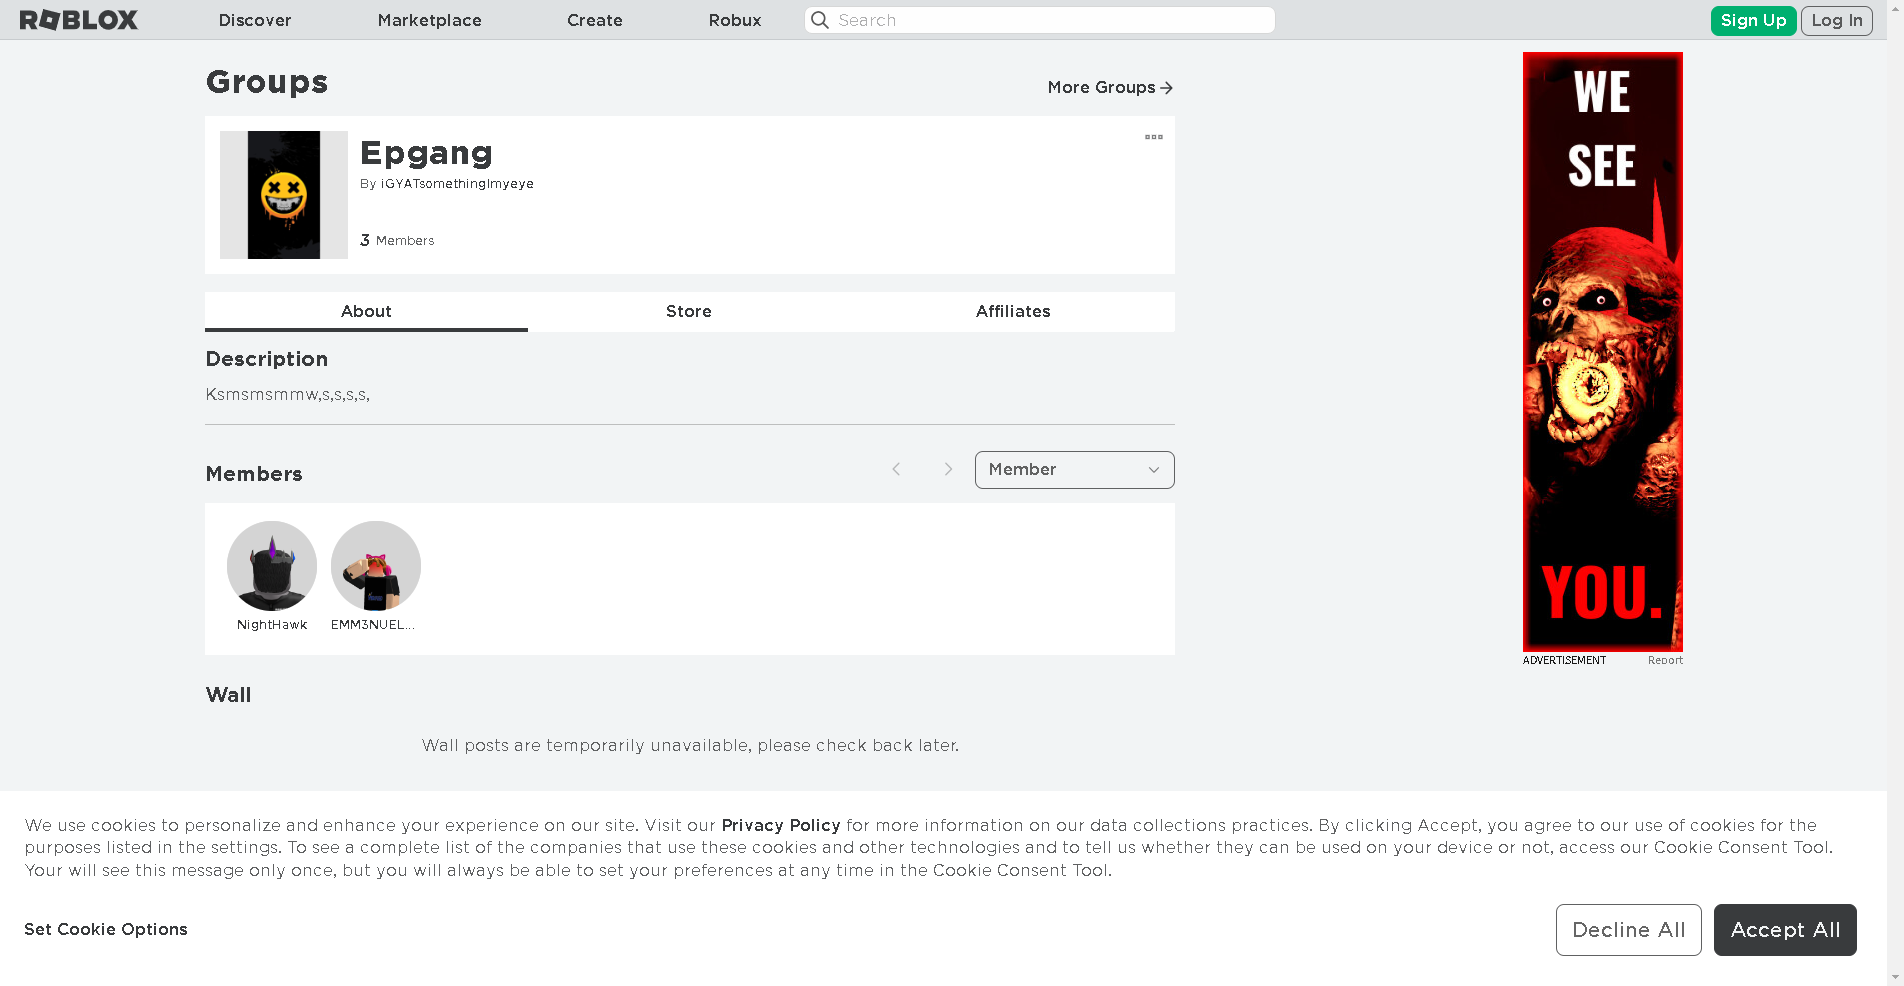 ROBLOX
Discover
Marketplace
Create
Robux
Search
Sign Up
Log In
Groups
More Groups
Epgang
By iGYATsomethingImyeye
3 Members
About
Store
Affiliates
Description
Ksmsmsmmw,s,s,s,s,
Members
Member
NightHawk
EMM3NUEL...
Wall
Wall posts are temporarily unavailable, please check back later.
WE
SEE
YOU.
ADVERTISEMENT
Report
We use cookies to personalize and enhance your experience on our site. Visit our Privacy Policy for more information on our data collections practices. By clicking Accept, you agree to our use of cookies for the
purposes listed in the settings. To see a complete list of the companies that use these cookies and other technologies and to tell us whether they can be used on your device or not, access our Cookie Consent Tool.
Your will see this message only once, but you will always be able to set your preferences at any time in the Cookie Consent Tool.
Set Cookie Options
Decline All
Accept All